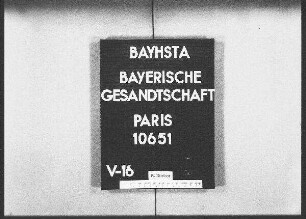 BAYHSTA
BAYERISCHE
GESANDTSCHAFT
PARIS
10651
V-16